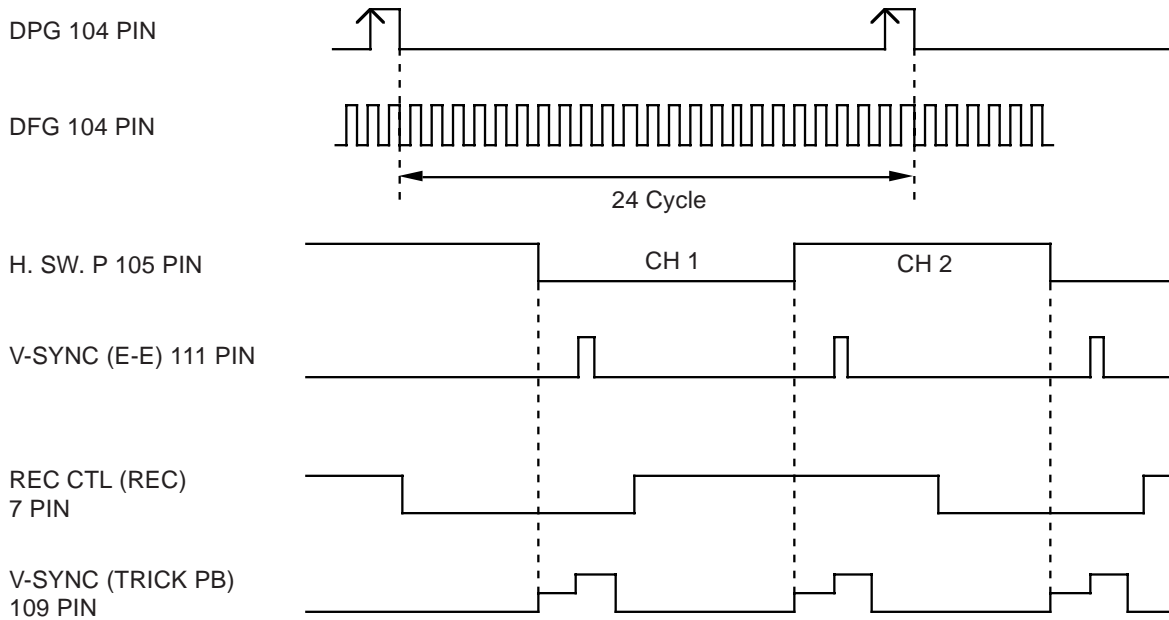 DPG 104 PIN
DFG 104 PIN
24 Cycle
H. SW. P 105 PIN
CH 1
CH 2
V-SYNC (E-E) 111 PIN
REC CTL (REC)
7 PIN
V-SYNC (TRICK PB)
109 PIN